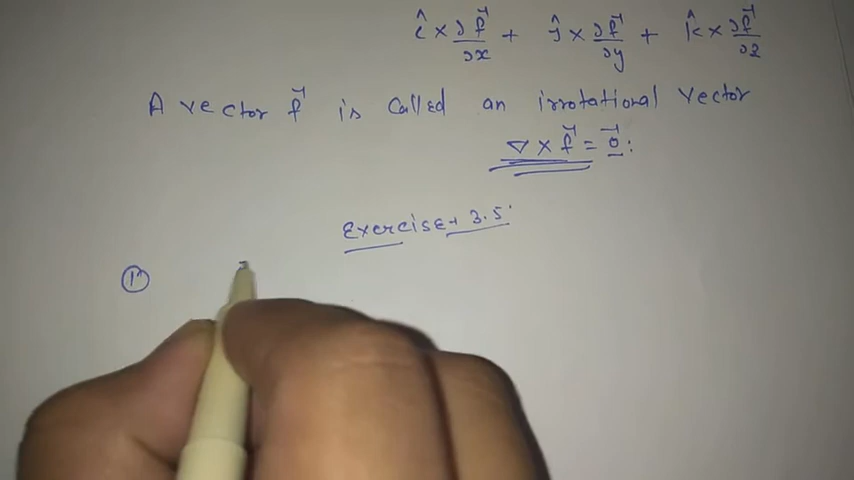 î × ∂f⃗/∂x + ĵ × ∂f⃗/∂y + k̂ × ∂f⃗/∂z
A vector f⃗ is called an irrotational vector
∇ × f⃗ = 0⃗ :
Exercise + 3.5
①